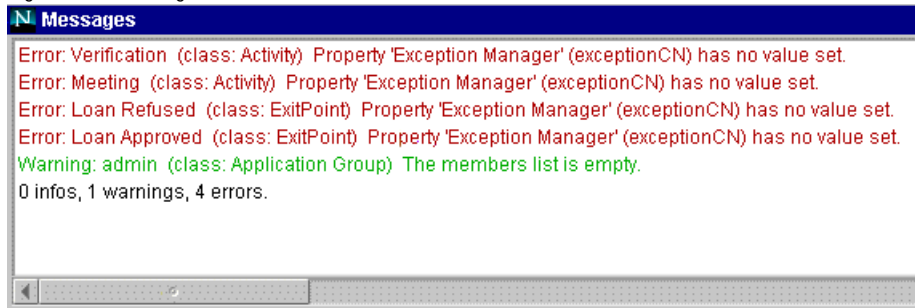 N Messages
Error: Verification (class: Activity) Property 'Exception Manager' (exceptionCN) has no value set.
Error: Meeting (class: Activity) Property 'Exception Manager' (exceptionCN) has no value set.
Error: Loan Refused (class: ExitPoint) Property 'Exception Manager' (exceptionCN) has no value set.
Error: Loan Approved (class: ExitPoint) Property 'Exception Manager' (exceptionCN) has no value set.
Warning: admin (class: Application Group) The members list is empty.
0 infos, 1 warnings, 4 errors.